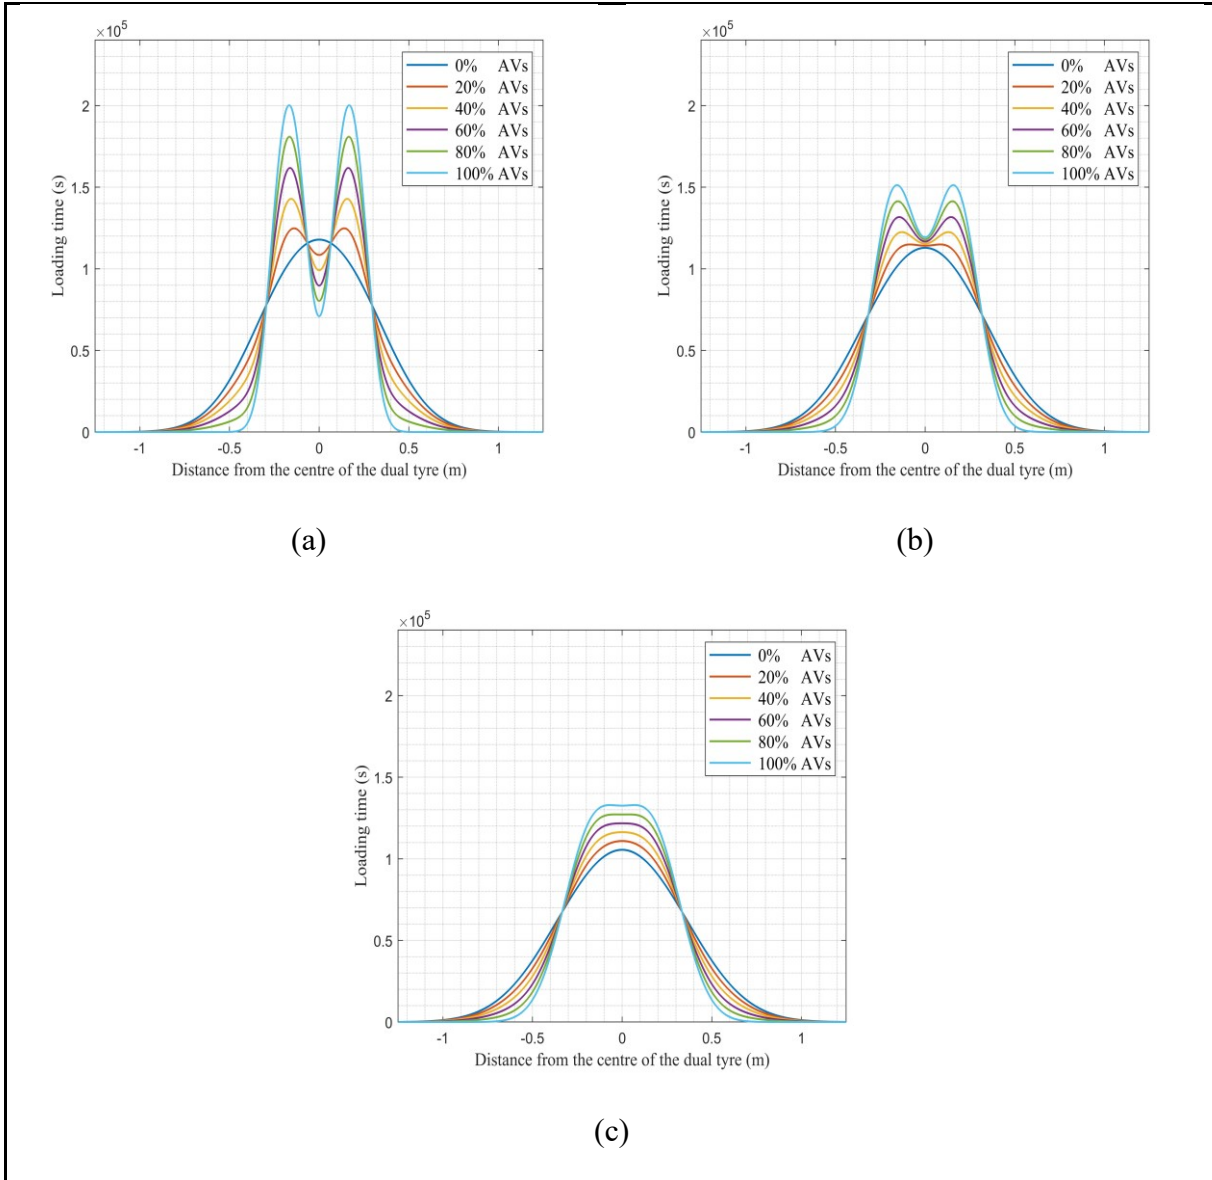 ×10⁵
2
1.5
1
0.5
0
-1
-0.5
0
0.5
1
Loading time (s)
Distance from the centre of the dual tyre (m)
0% AVs
20% AVs
40% AVs
60% AVs
80% AVs
100% AVs
(a)
×10⁵
2
1.5
1
0.5
0
-1
-0.5
0
0.5
1
Loading time (s)
Distance from the centre of the dual tyre (m)
0% AVs
20% AVs
40% AVs
60% AVs
80% AVs
100% AVs
(b)
×10⁵
2
1.5
1
0.5
0
-1
-0.5
0
0.5
1
Loading time (s)
Distance from the centre of the dual tyre (m)
0% AVs
20% AVs
40% AVs
60% AVs
80% AVs
100% AVs
(c)